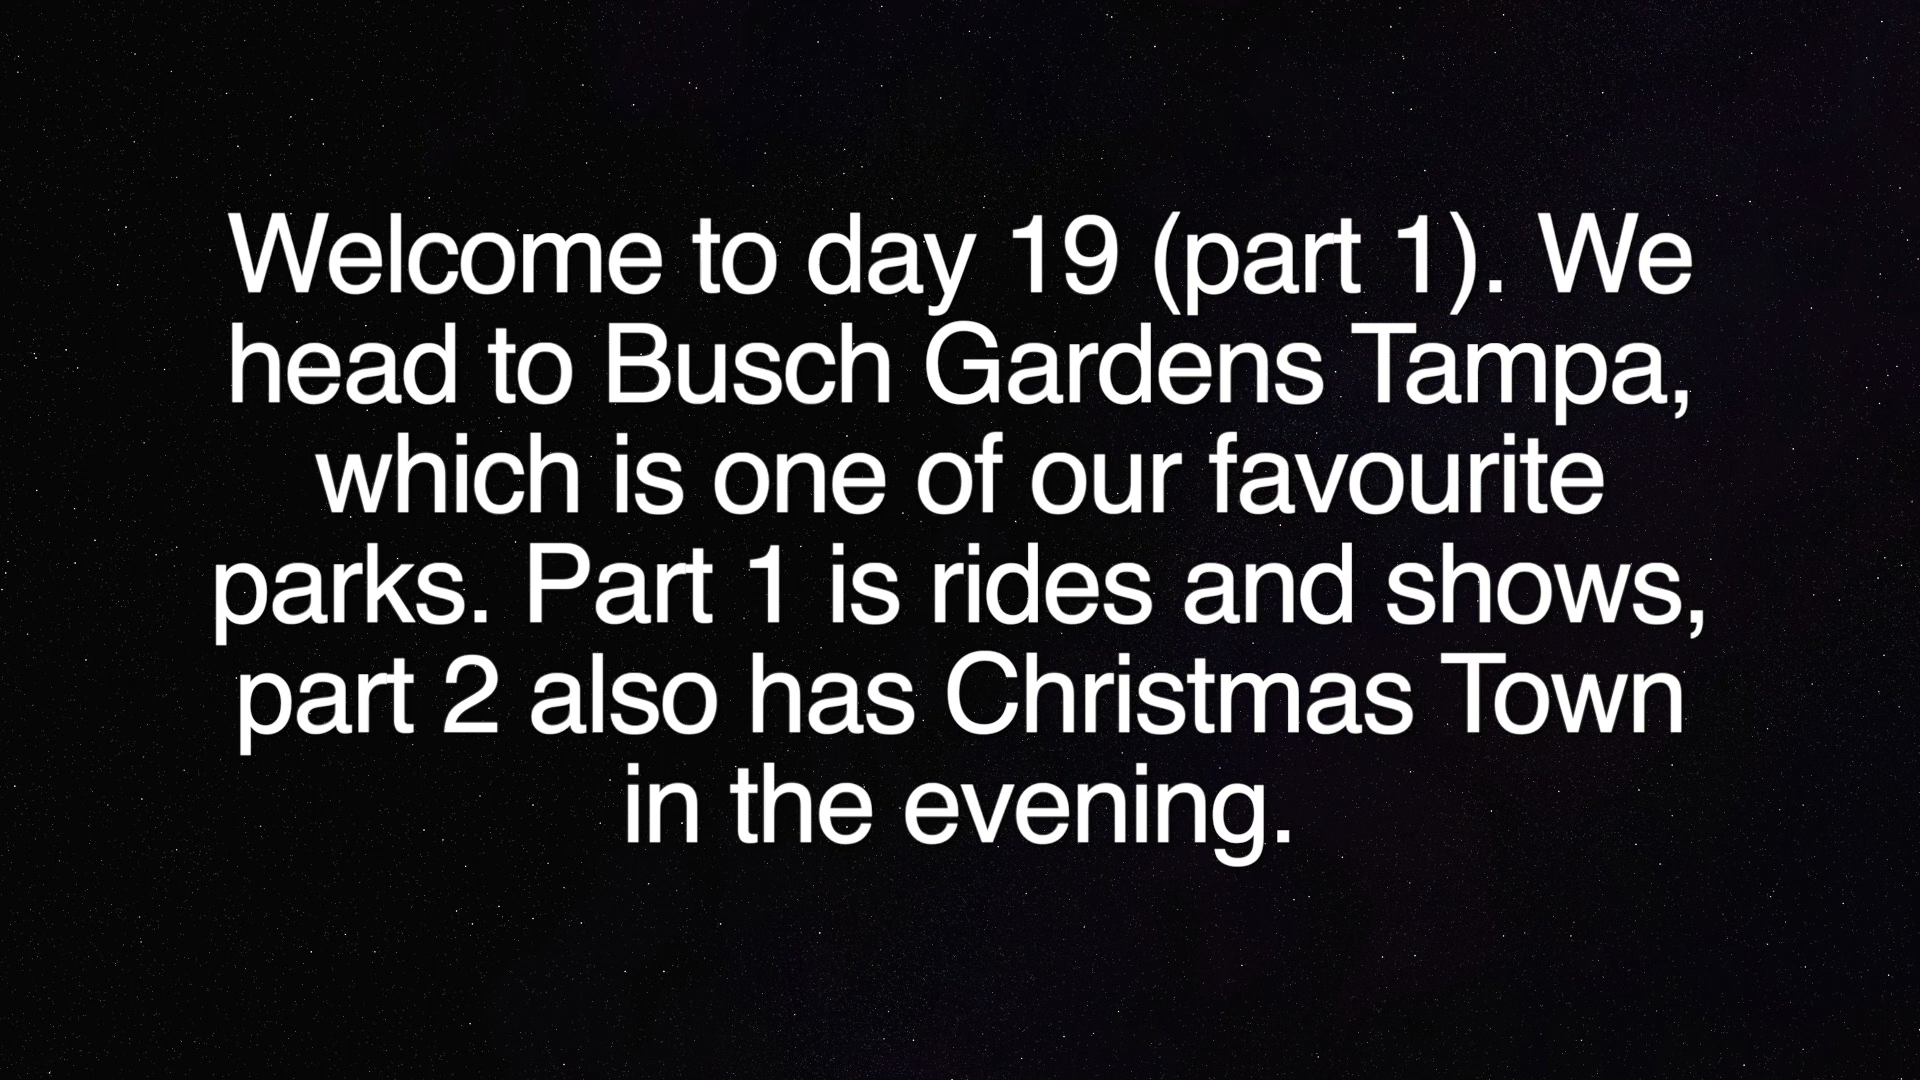 Welcome to day 19 (part 1). We
head to Busch Gardens Tampa,
which is one of our favourite
parks. Part 1 is rides and shows,
part 2 also has Christmas Town
in the evening.